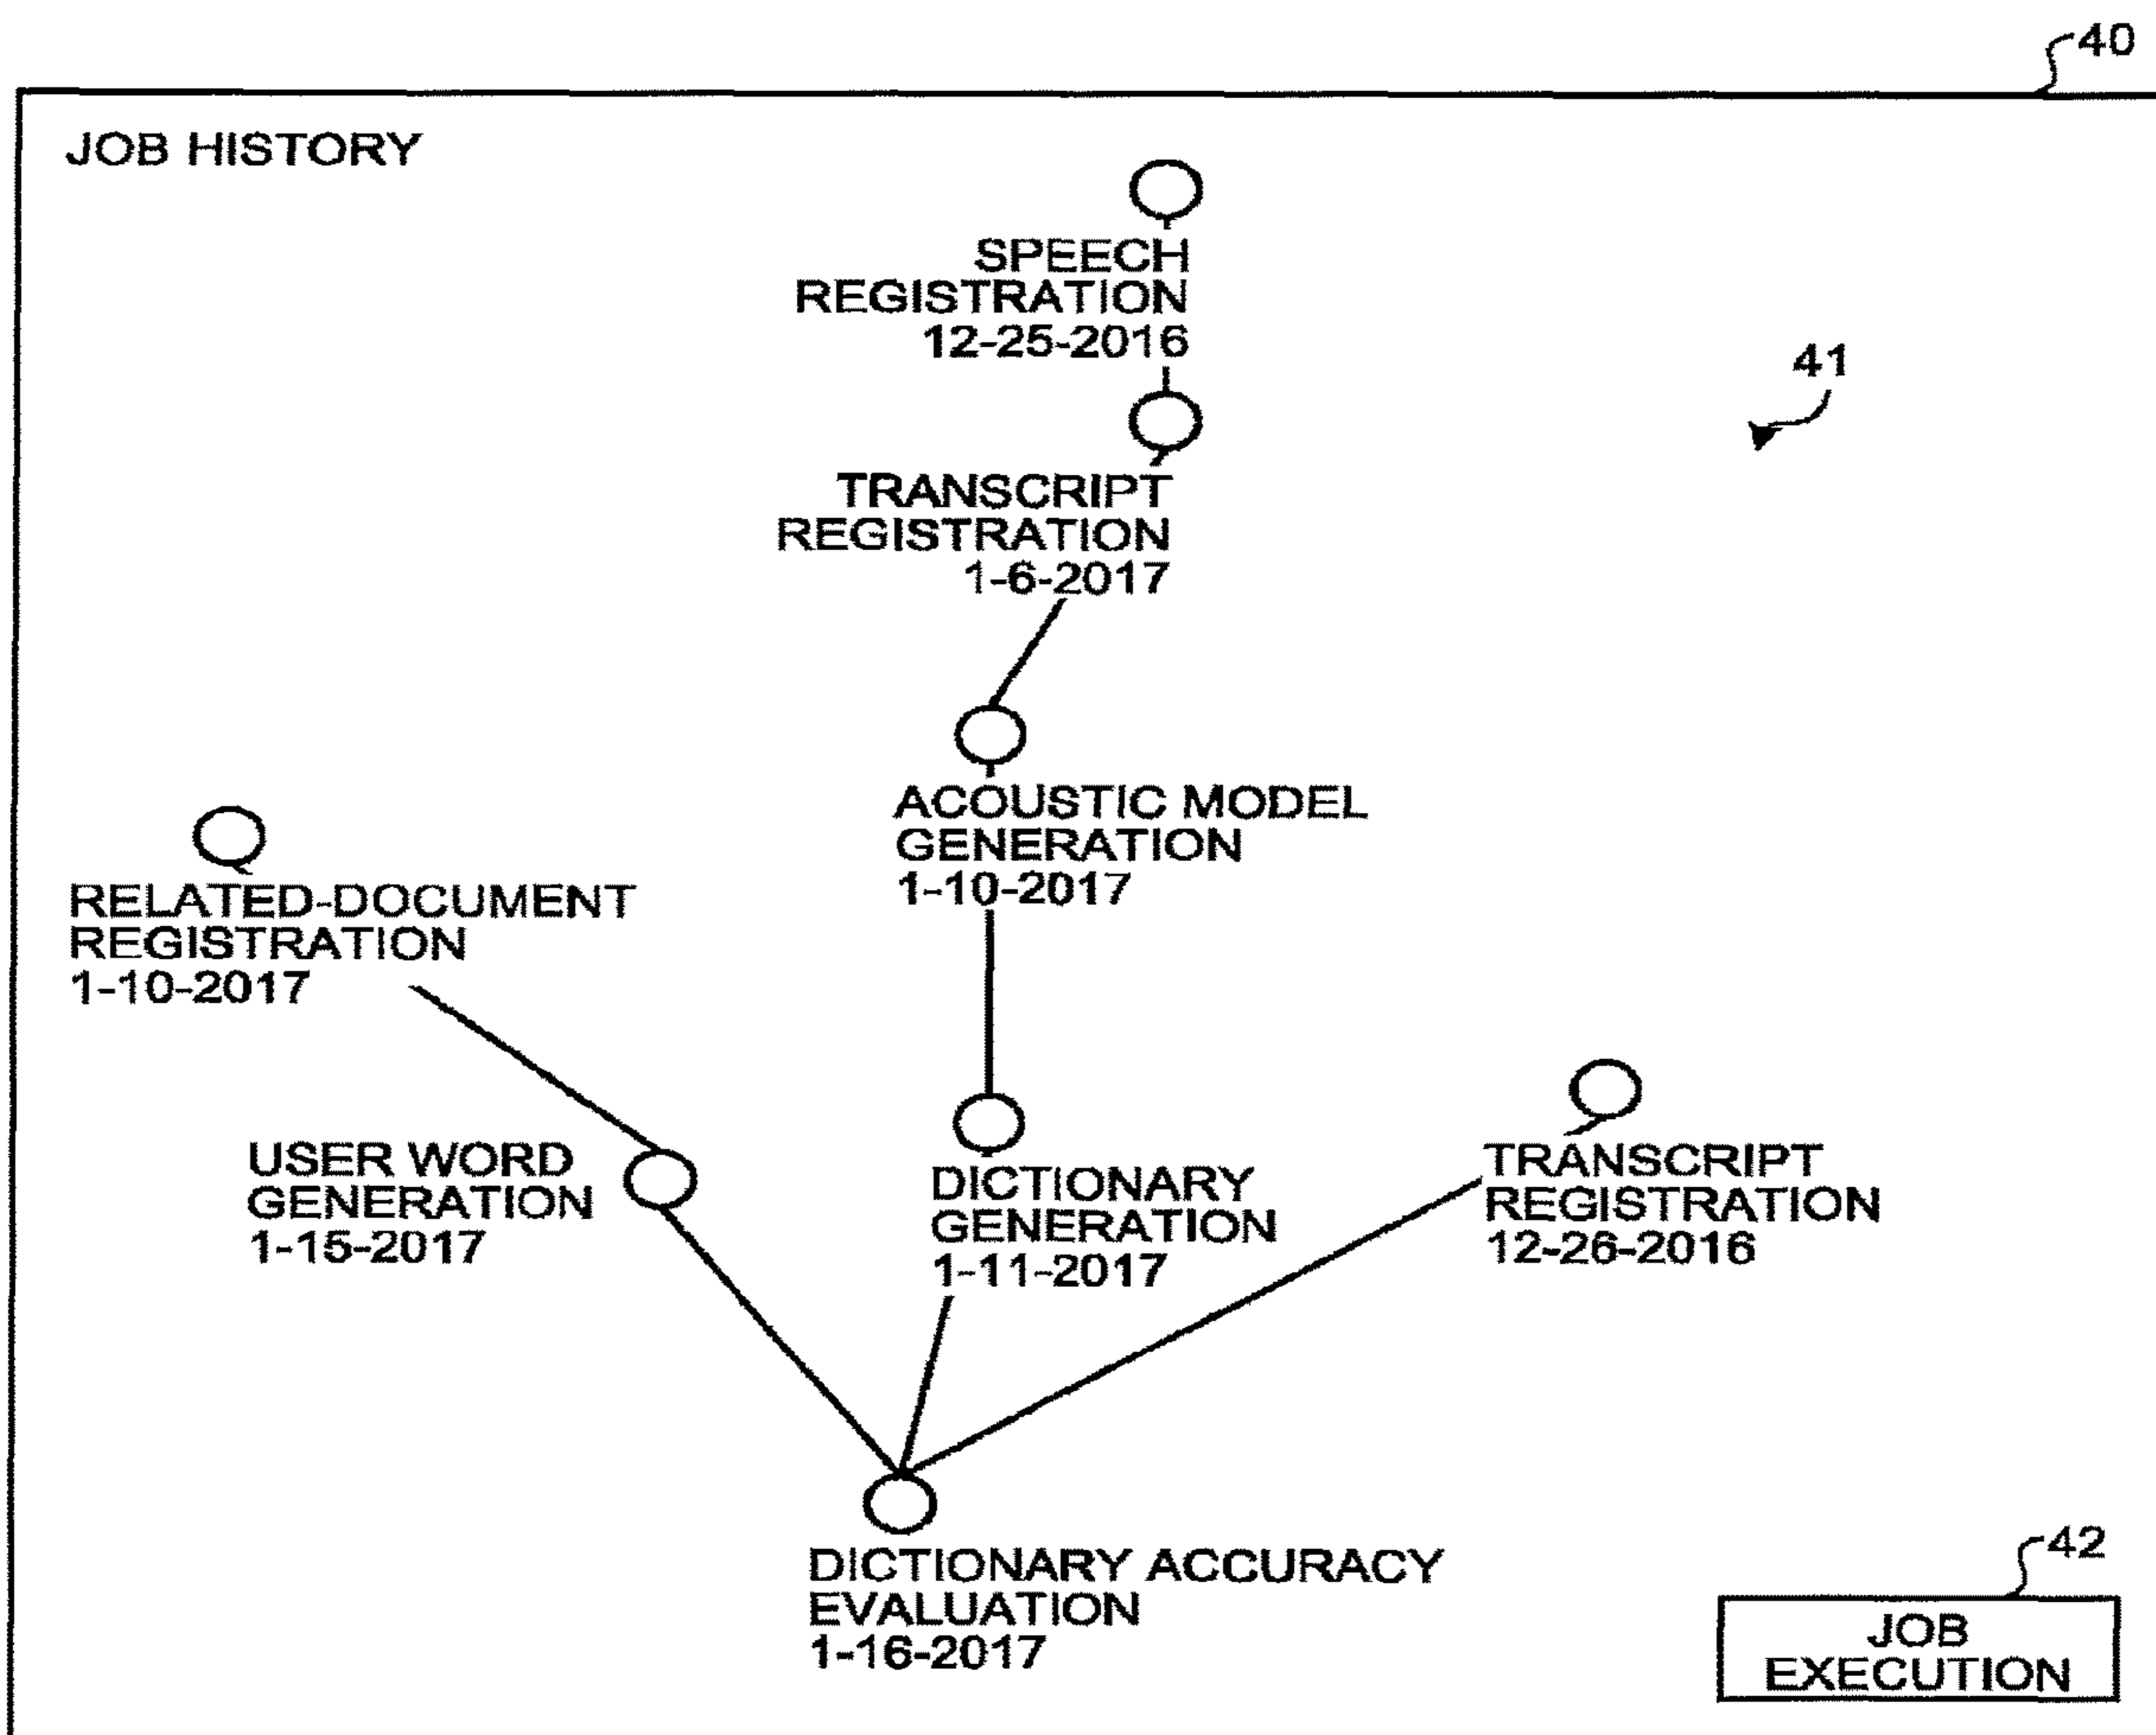 40
JOB HISTORY
SPEECH
REGISTRATION
12-25-2016
41
TRANSCRIPT
REGISTRATION
1-6-2017
ACOUSTIC MODEL
GENERATION
1-10-2017
RELATED-DOCUMENT
REGISTRATION
1-10-2017
USER WORD
GENERATION
1-15-2017
DICTIONARY
GENERATION
1-11-2017
TRANSCRIPT
REGISTRATION
12-26-2016
DICTIONARY ACCURACY
EVALUATION
1-16-2017
42
JOB
EXECUTION